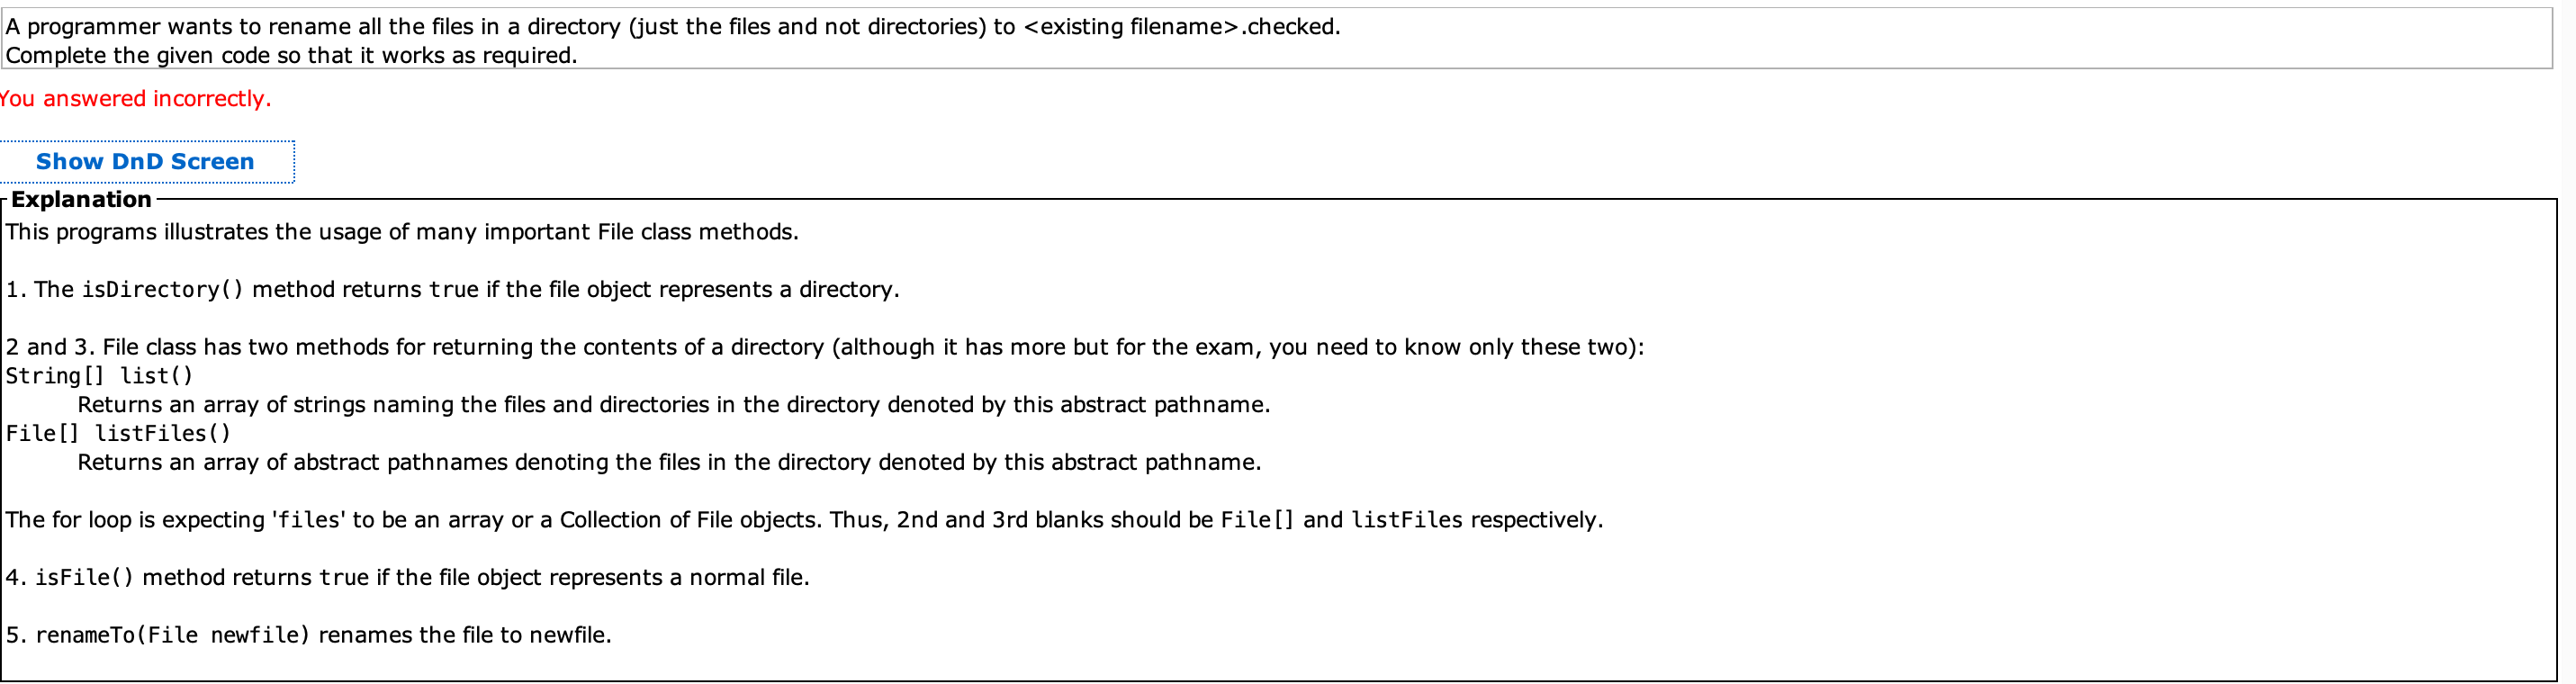 A programmer wants to rename all the files in a directory (just the files and not directories) to <existing filename>.checked.
Complete the given code so that it works as required.
You answered incorrectly.
Show DnD Screen
Explanation
This programs illustrates the usage of many important File class methods.
1. The isDirectory() method returns true if the file object represents a directory.
2 and 3. File class has two methods for returning the contents of a directory (although it has more but for the exam, you need to know only these two):
String[] list()
Returns an array of strings naming the files and directories in the directory denoted by this abstract pathname.
File[] listFiles()
Returns an array of abstract pathnames denoting the files in the directory denoted by this abstract pathname.
The for loop is expecting 'files' to be an array or a Collection of File objects. Thus, 2nd and 3rd blanks should be File[] and listFiles respectively.
4. isFile() method returns true if the file object represents a normal file.
5. renameTo(File newfile) renames the file to newfile.